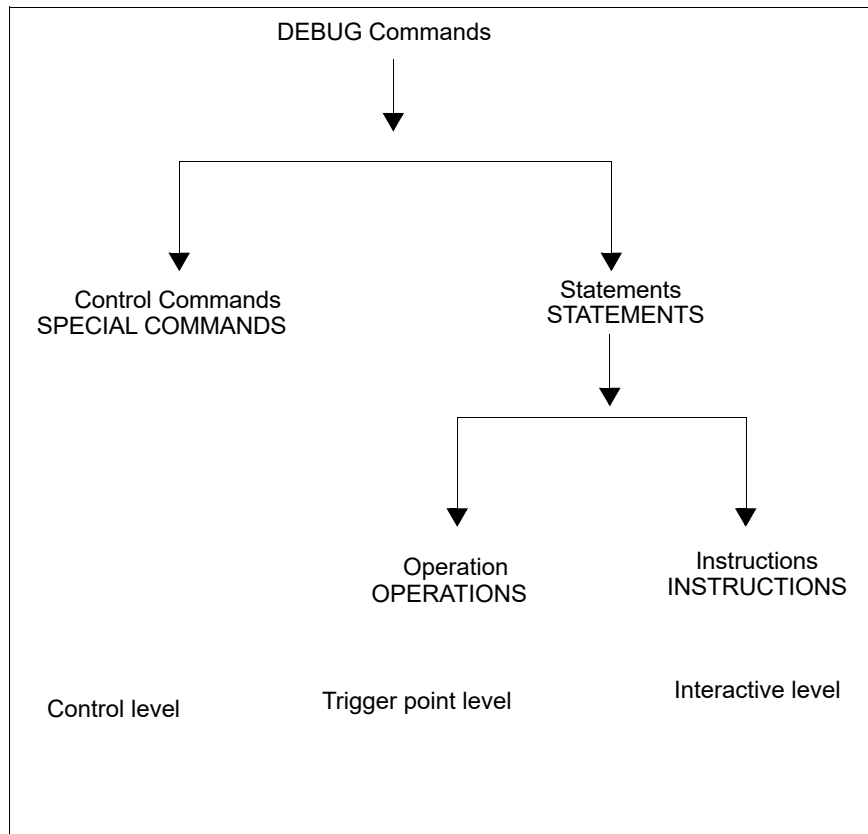 DEBUG Commands
Control Commands
SPECIAL COMMANDS
Statements
STATEMENTS
Operation
OPERATIONS
Instructions
INSTRUCTIONS
Control level
Trigger point level
Interactive level